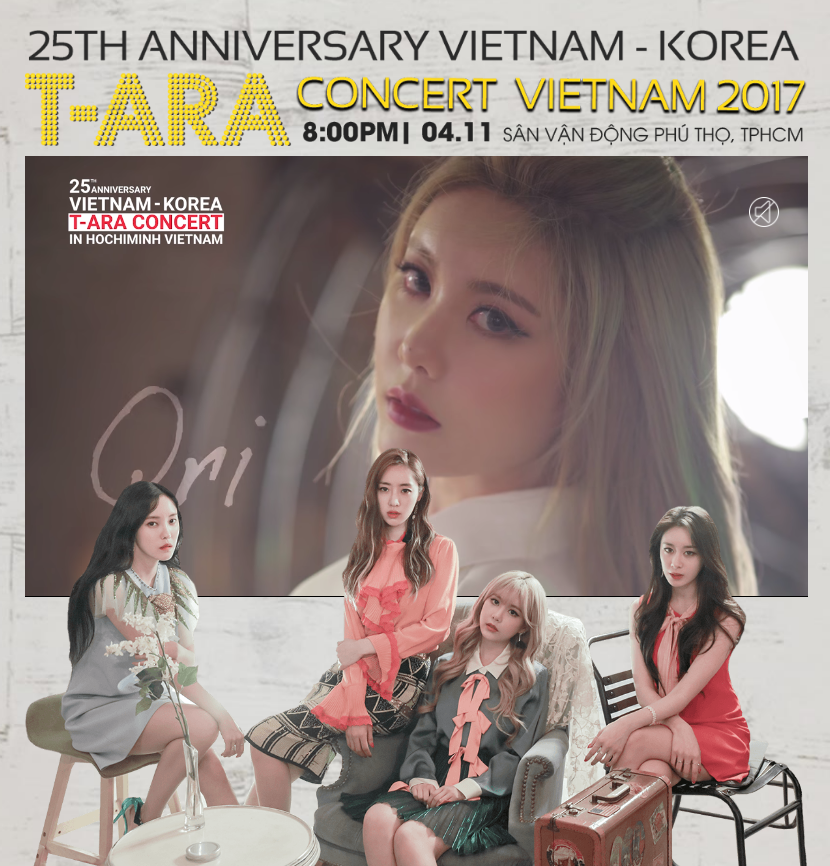 25TH ANNIVERSARY VIETNAM - KOREA
T-ARA CONCERT VIETNAM 2017
8:00PM| 04.11 SÂN VẬN ĐỘNG PHÚ THỌ, TPHCM
25TH ANNIVERSARY
VIETNAM - KOREA
T-ARA CONCERT
IN HOCHIMINH VIETNAM
Qri